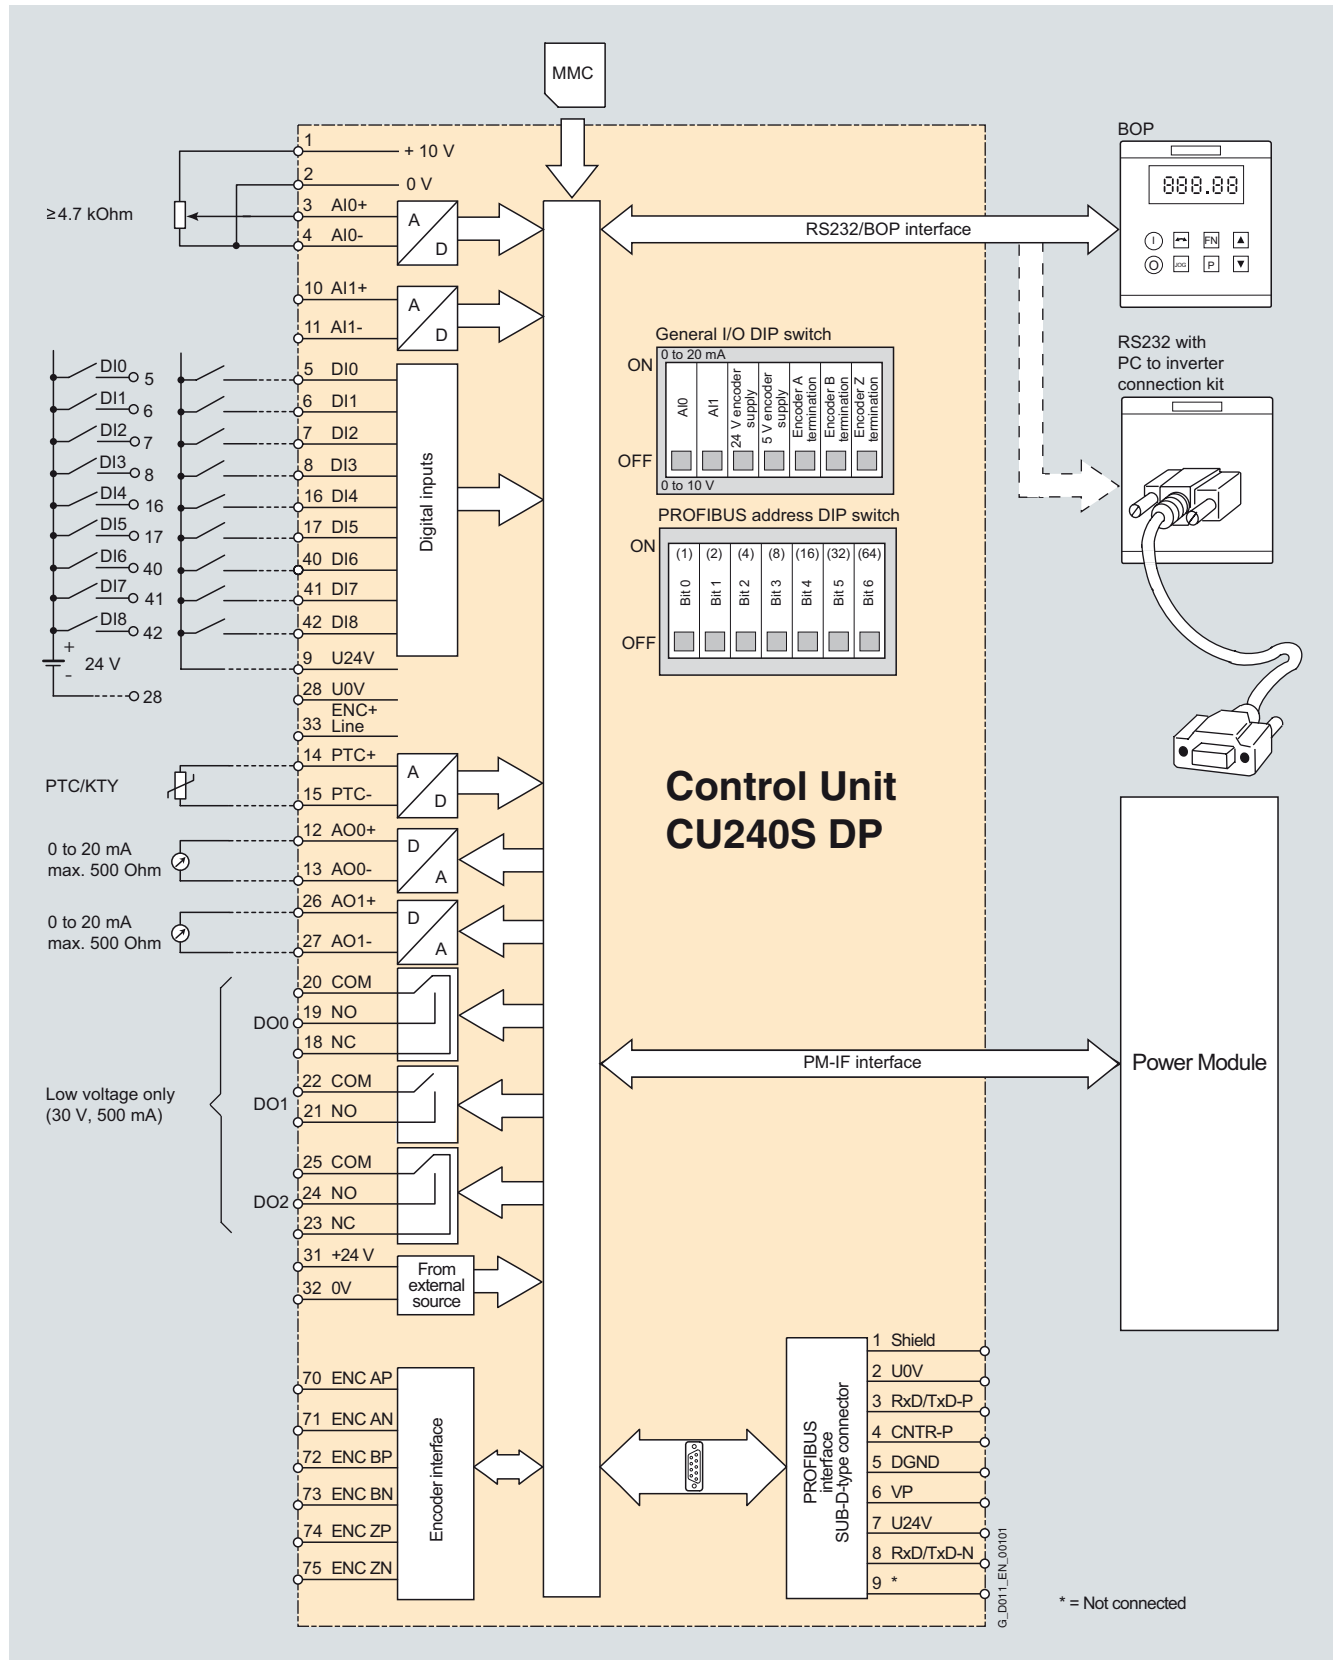 MMC
1
+ 10 V
2
0 V
≥4.7 kOhm
3 AI0+
4 AI0-
A
D
10 AI1+
11 AI1-
A
D
DI0 5
DI1 6
DI2 7
DI3 8
DI4 16
DI5 17
DI6 40
DI7 41
DI8 42
+
24 V
-
28
5 DI0
6 DI1
7 DI2
8 DI3
16 DI4
17 DI5
40 DI6
41 DI7
42 DI8
Digital inputs
9 U24V
28 U0V
ENC+
33 Line
PTC/KTY
14 PTC+
15 PTC-
A
D
0 to 20 mA
max. 500 Ohm
12 AO0+
13 AO0-
D
A
0 to 20 mA
max. 500 Ohm
26 AO1+
27 AO1-
D
A
Low voltage only
(30 V, 500 mA)
DO0
20 COM
19 NO
18 NC
DO1
22 COM
21 NO
DO2
25 COM
24 NO
23 NC
31 +24 V
32 0V
From
external
source
70 ENC AP
71 ENC AN
72 ENC BP
73 ENC BN
74 ENC ZP
75 ENC ZN
Encoder interface
RS232/BOP interface
BOP
888.88
I
FN
O
JOG
P
RS232 with
PC to inverter
connection kit
General I/O DIP switch
ON
0 to 20 mA
AI0
AI1
24 V encoder
supply
5 V encoder
supply
Encoder A
termination
Encoder B
termination
Encoder Z
termination
OFF
0 to 10 V
PROFIBUS address DIP switch
ON
(1) (2) (4) (8) (16) (32) (64)
Bit 0
Bit 1
Bit 2
Bit 3
Bit 4
Bit 5
Bit 6
OFF
Control Unit
CU240S DP
PM-IF interface
Power Module
PROFIBUS
interface
SUB-D-type connector
1 Shield
2 U0V
3 RxD/TxD-P
4 CNTR-P
5 DGND
6 VP
7 U24V
8 RxD/TxD-N
9 *
G_D011_EN_00101
* = Not connected